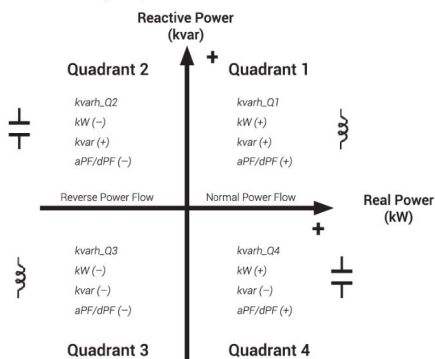 Reactive Power
(kvar)
+
Quadrant 2
Quadrant 1
kvarh_Q2
kW (−)
kvar (+)
aPF/dPF (−)
kvarh_Q1
kW (+)
kvar (+)
aPF/dPF (+)
Reverse Power Flow
Normal Power Flow
Real Power
(kW)
+
kvarh_Q3
kW (−)
kvar (−)
aPF/dPF (−)
kvarh_Q4
kW (+)
kvar (−)
aPF/dPF (+)
Quadrant 3
Quadrant 4